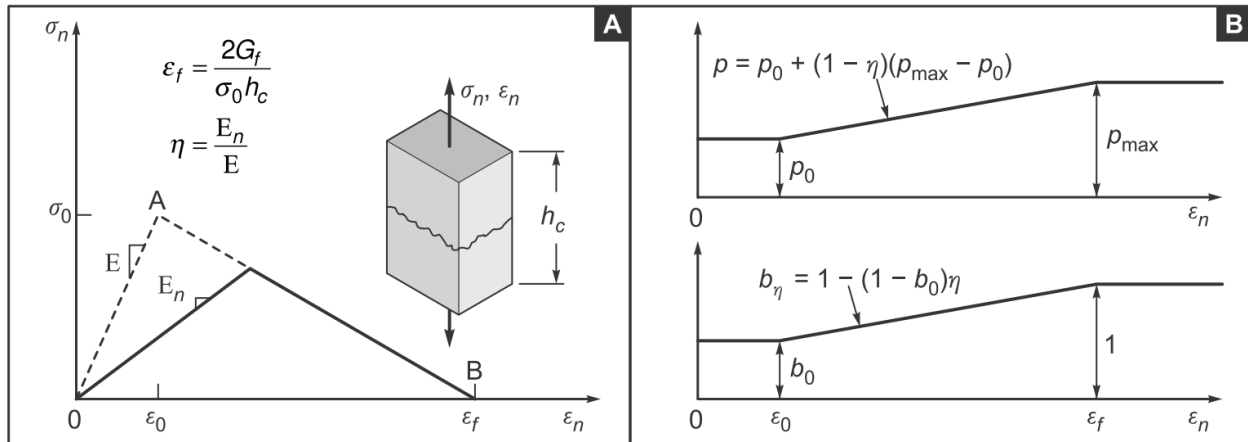 A
σn
εf = 2Gf / σ0hc
η = En / E
σn, εn
hc
A
σ0
E
En
B
0
ε0
εf
εn
B
p = p0 + (1 – η)(pmax – p0)
p0
pmax
0
εn
bη = 1 – (1 – b0)η
b0
1
0
ε0
εf
εn